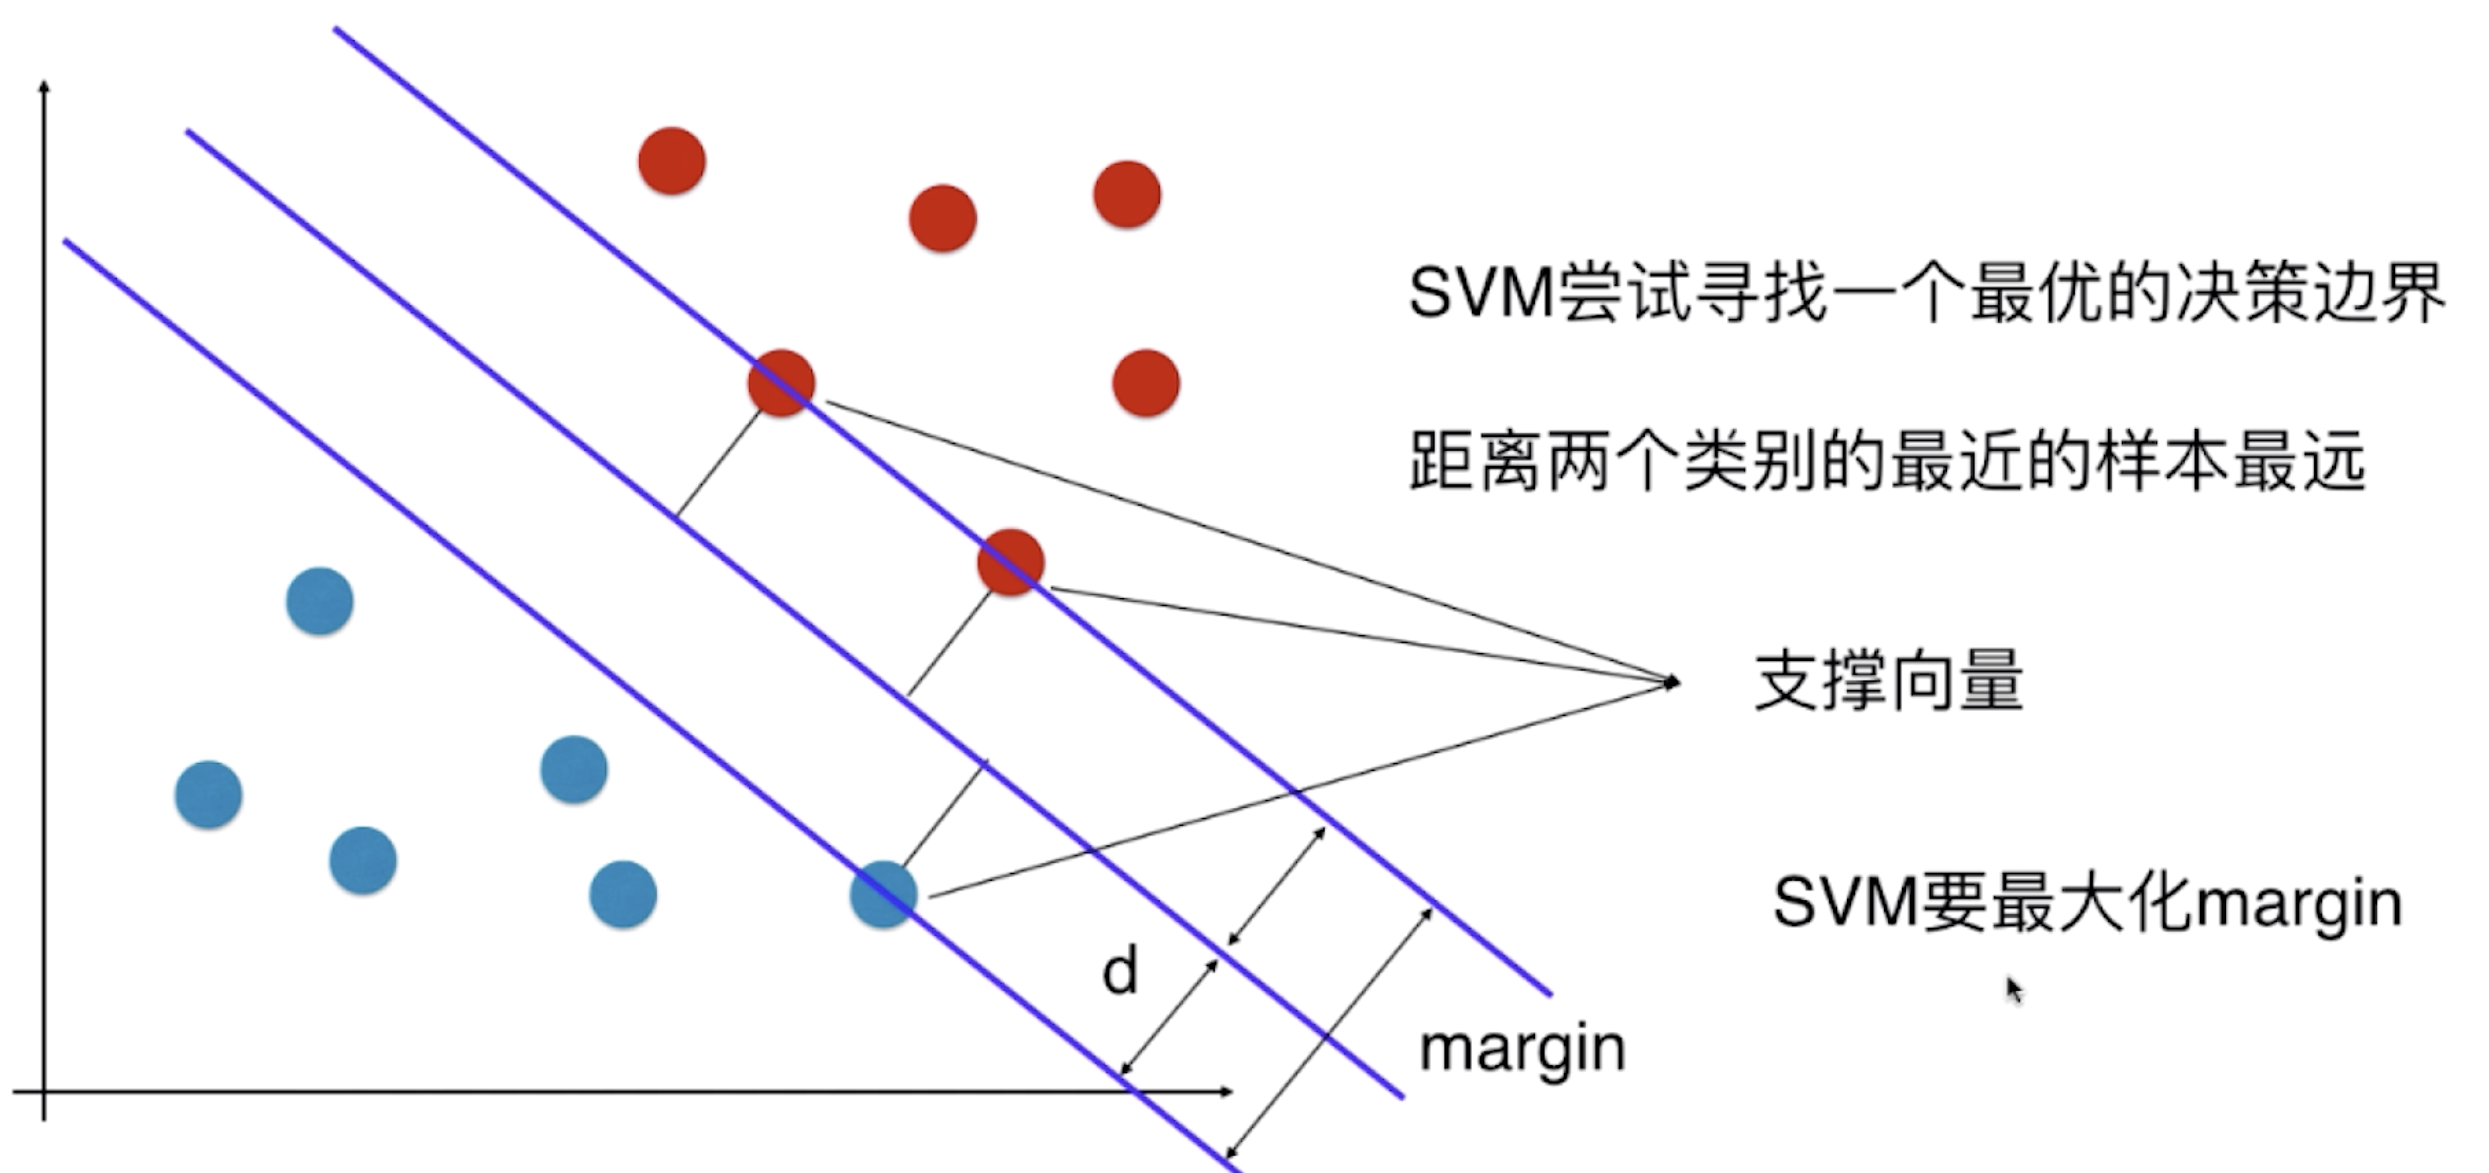 SVM尝试寻找一个最优的决策边界
距离两个类别的最近的样本最远
支撑向量
SVM要最大化margin
d
margin